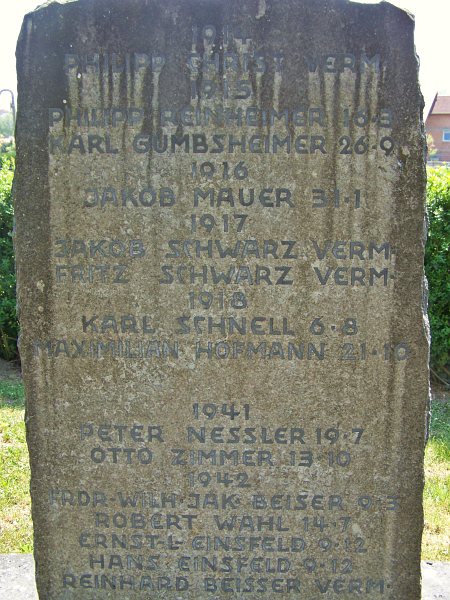 1914
PHILIPP CHRIST VERM
1915
PHILIPP REINHEIMER 16·3
KARL GUMBSHEIMER 26·9
1916
JAKOB MAUER 31·1
1917
JAKOB SCHWARZ VERM·
FRITZ SCHWARZ VERM·
1918
KARL SCHNELL 6·8
MAXIMILIAN HOFMANN 21·10
1941
PETER NESSLER 19·7
OTTO ZIMMER 13·10
1942
FRDR·WILH·JAK·BEISER 9·3
ROBERT WAHL 14·7
ERNST·L·EINSFELD 9·12
HANS·EINSFELD 9·12
REINHARD BEISSER VERM·